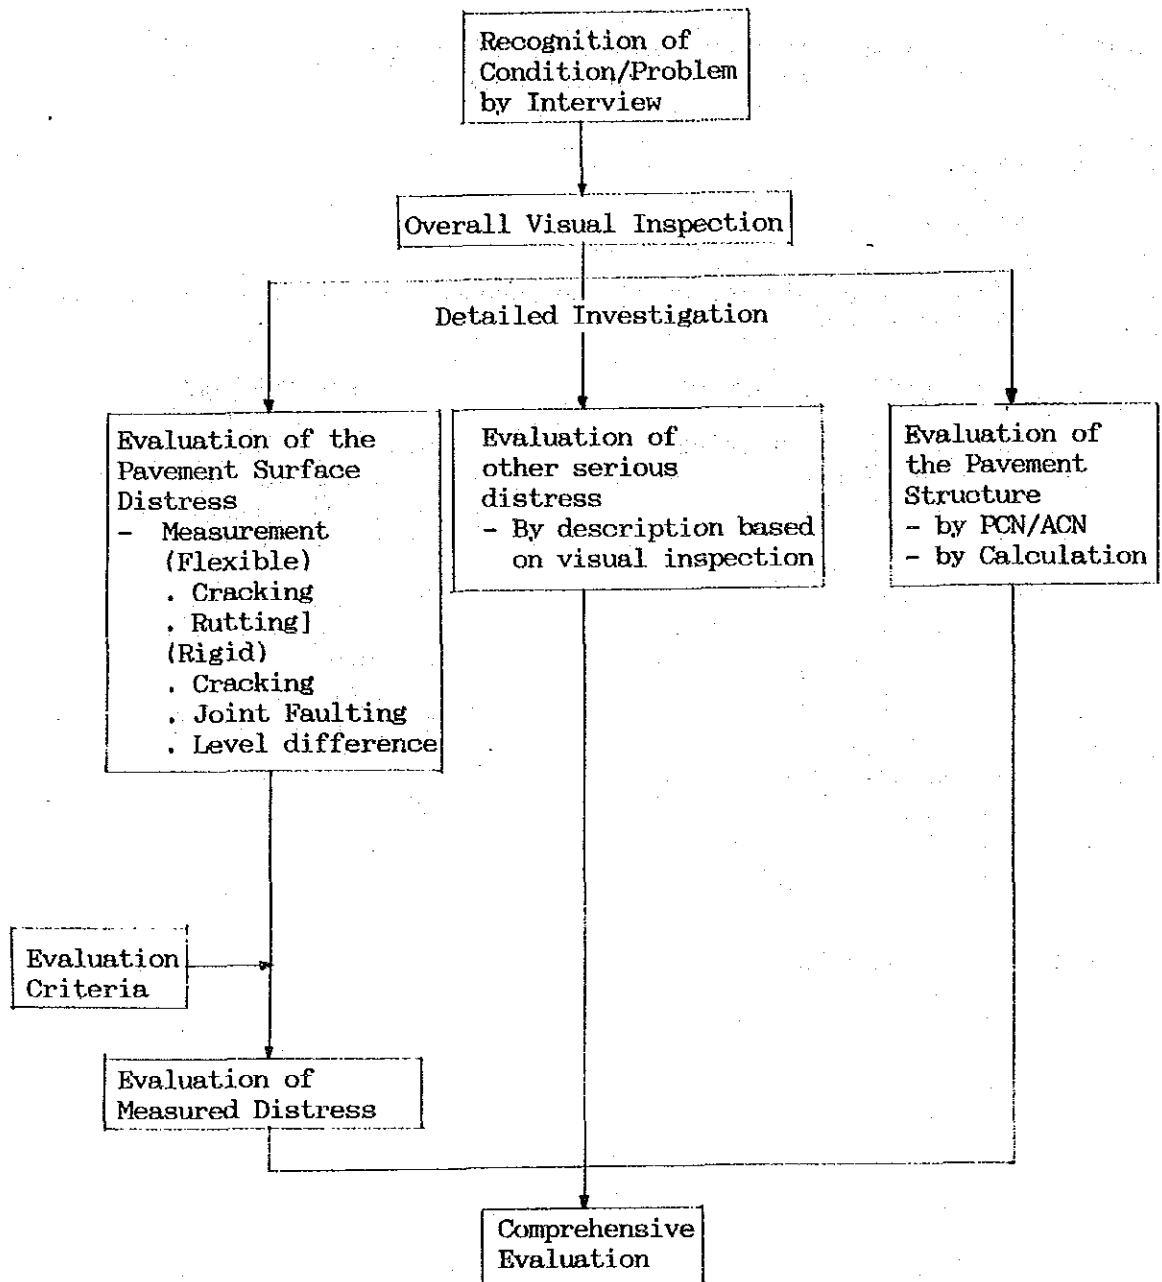 Recognition of
Condition/Problem
by Interview
Overall Visual Inspection
Detailed Investigation
Evaluation of the
Pavement Surface
Distress
- Measurement
(Flexible)
. Cracking
. Rutting]
(Rigid)
. Cracking
. Joint Faulting
. Level difference
Evaluation of
other serious
distress
- By description based
on visual inspection
Evaluation of
the Pavement
Structure
- by PCN/ACN
- by Calculation
Evaluation
Criteria
Evaluation of
Measured Distress
Comprehensive
Evaluation